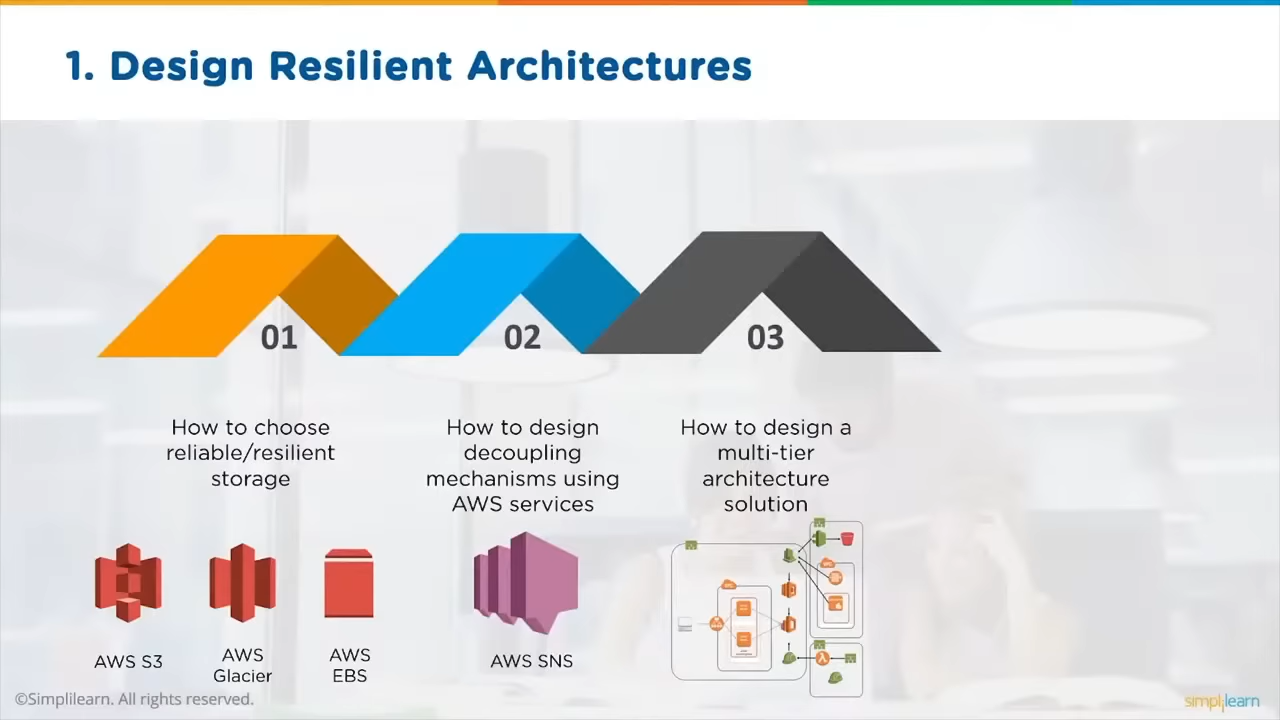 1. Design Resilient Architectures
01
02
03
How to choose
reliable/resilient
storage
How to design
decoupling
mechanisms using
AWS services
How to design a
multi-tier
architecture
solution
AWS S3
AWS
Glacier
AWS
EBS
AWS SNS
©Simplilearn. All rights reserved.
simplilearn